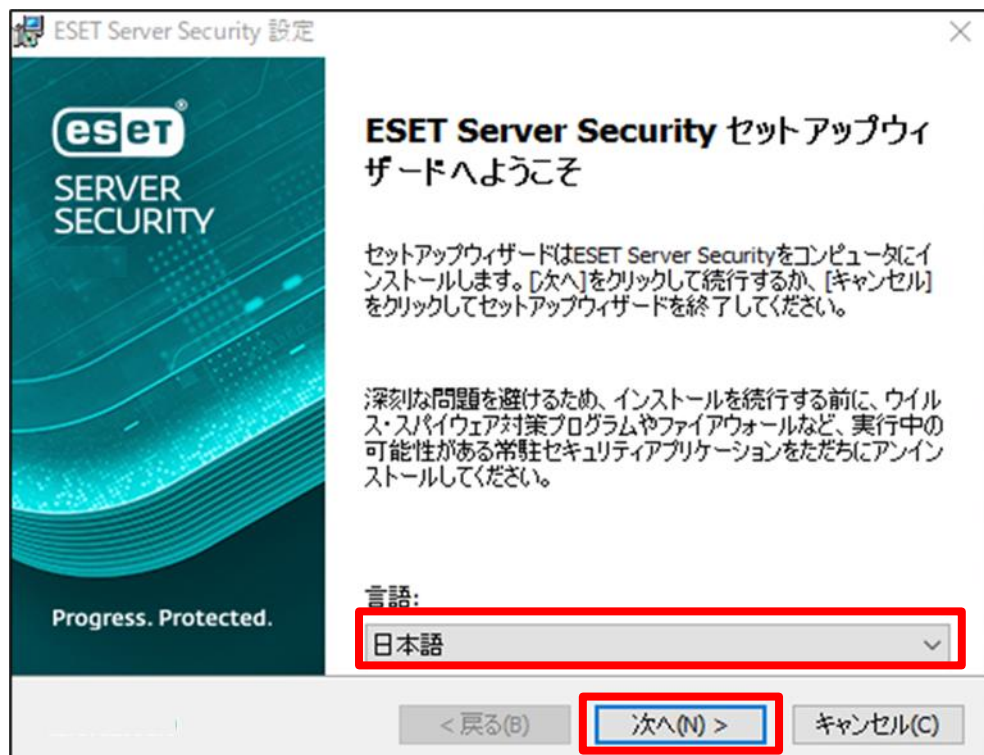 ESET Server Security 設定
eset®
SERVER
SECURITY
ESET Server Security セットアップウィ
ザードへようこそ
セットアップウィザードはESET Server Securityをコンピュータにイ
ンストールします。[次へ]をクリックして続行するか、[キャンセル]
をクリックしてセットアップウィザードを終了してください。
深刻な問題を避けるため、インストールを続行する前に、ウイル
ス・スパイウェア対策プログラムやファイアウォールなど、実行中の
可能性がある常駐セキュリティアプリケーションをただちにアンイン
ストールしてください。
言語:
日本語
Progress. Protected.
< 戻る(B)
次へ(N) >
キャンセル(C)